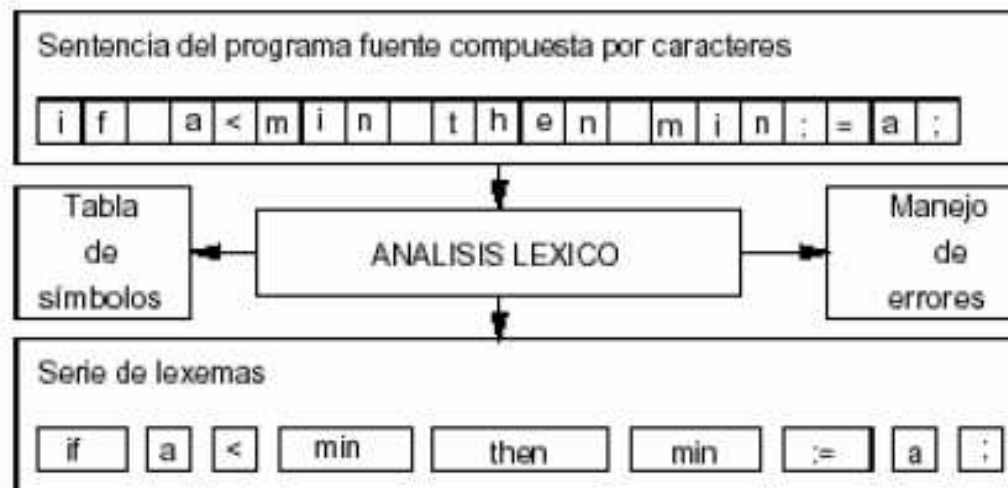 Sentencia del programa fuente compuesta por caracteres
i f a < m i n t h e n m i n : = a ;
Tabla
de
símbolos
ANALISIS LEXICO
Manejo
de
errores
Serie de lexemas
if a < min then min := a ;